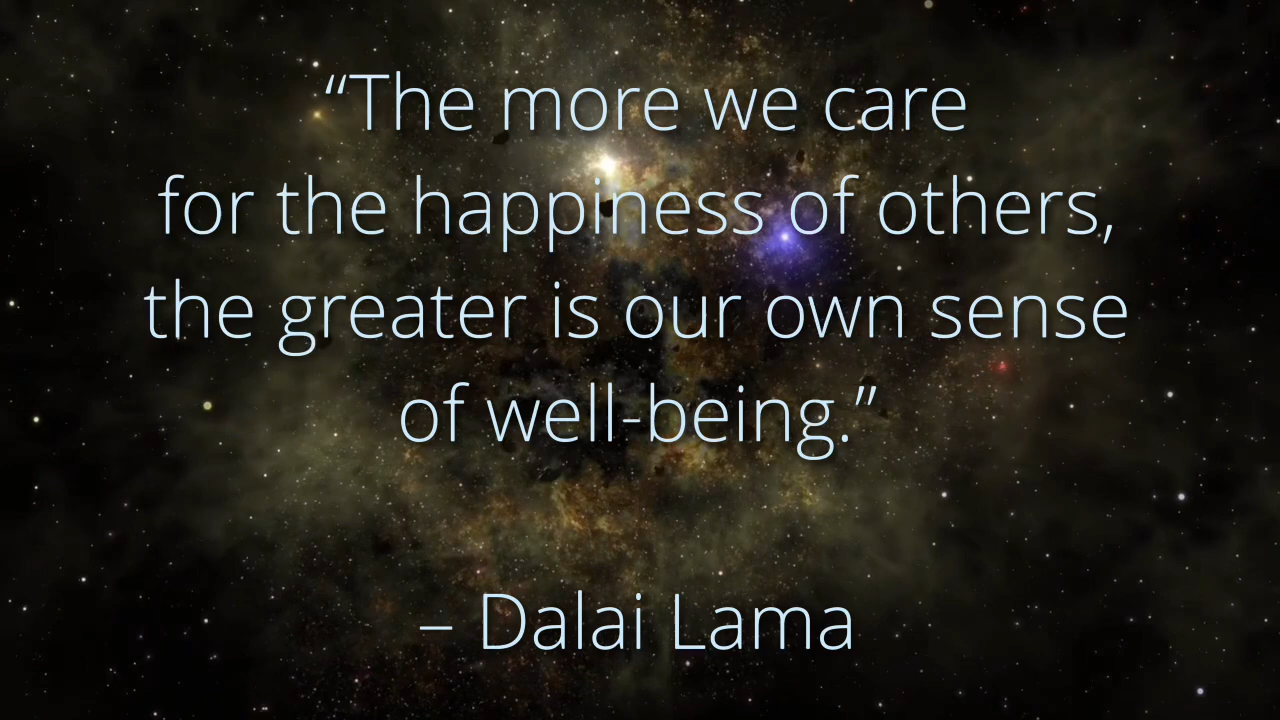 “The more we care
for the happiness of others,
the greater is our own sense
of well-being.”
– Dalai Lama